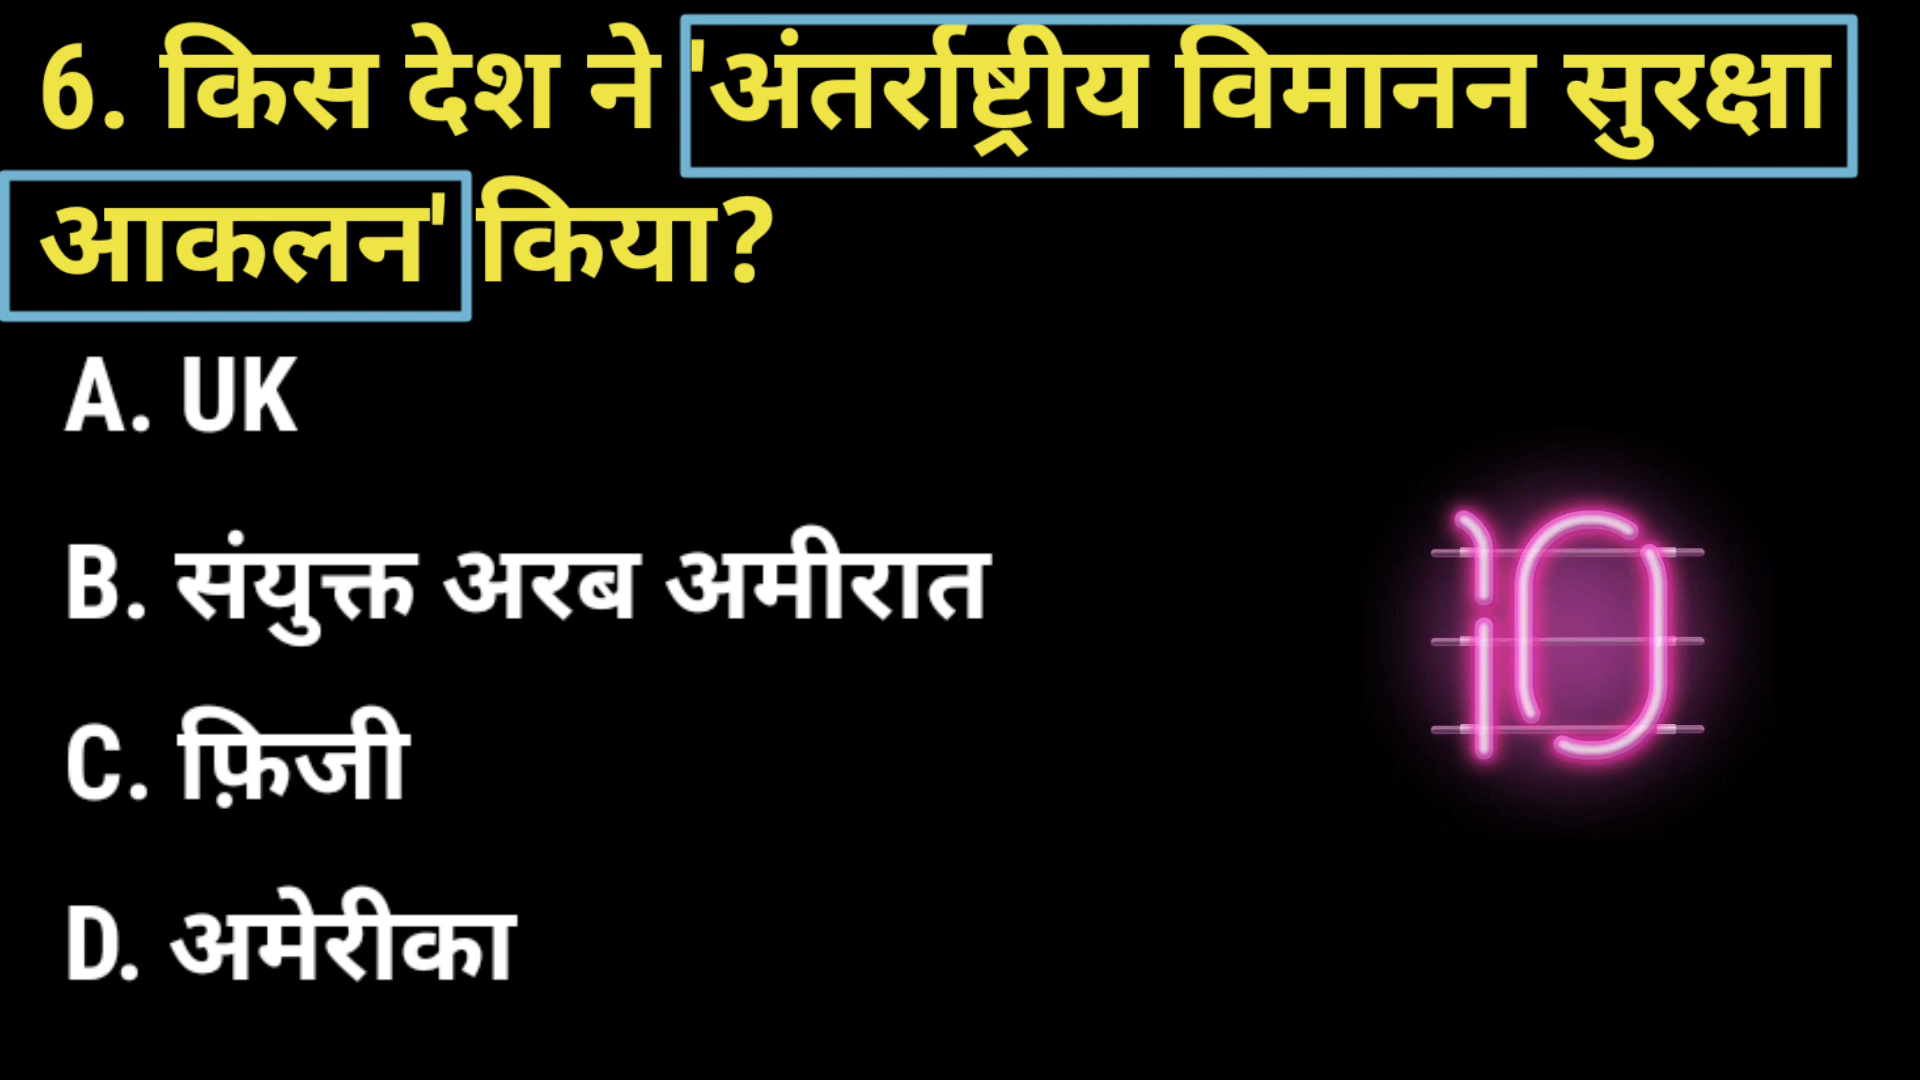 6. किस देश ने 'अंतर्राष्ट्रीय विमानन सुरक्षा
आकलन' किया?
A. UK
B. संयुक्त अरब अमीरात
C. फ़िजी
D. अमेरीका
10